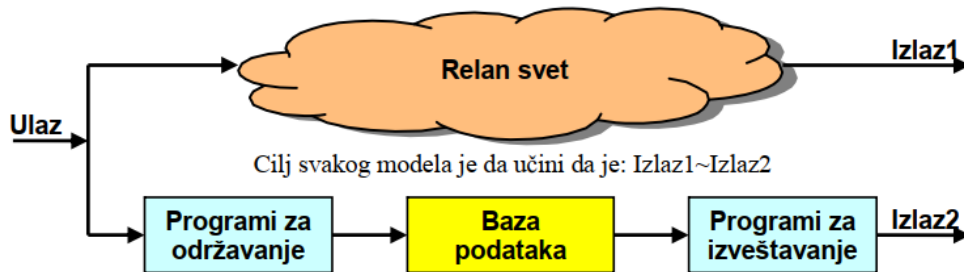 Izlaz1
Relan svet
Ulaz
Cilj svakog modela je da učini da je: Izlaz1~Izlaz2
Programi za
održavanje
Baza
podataka
Programi za
izveštavanje
Izlaz2